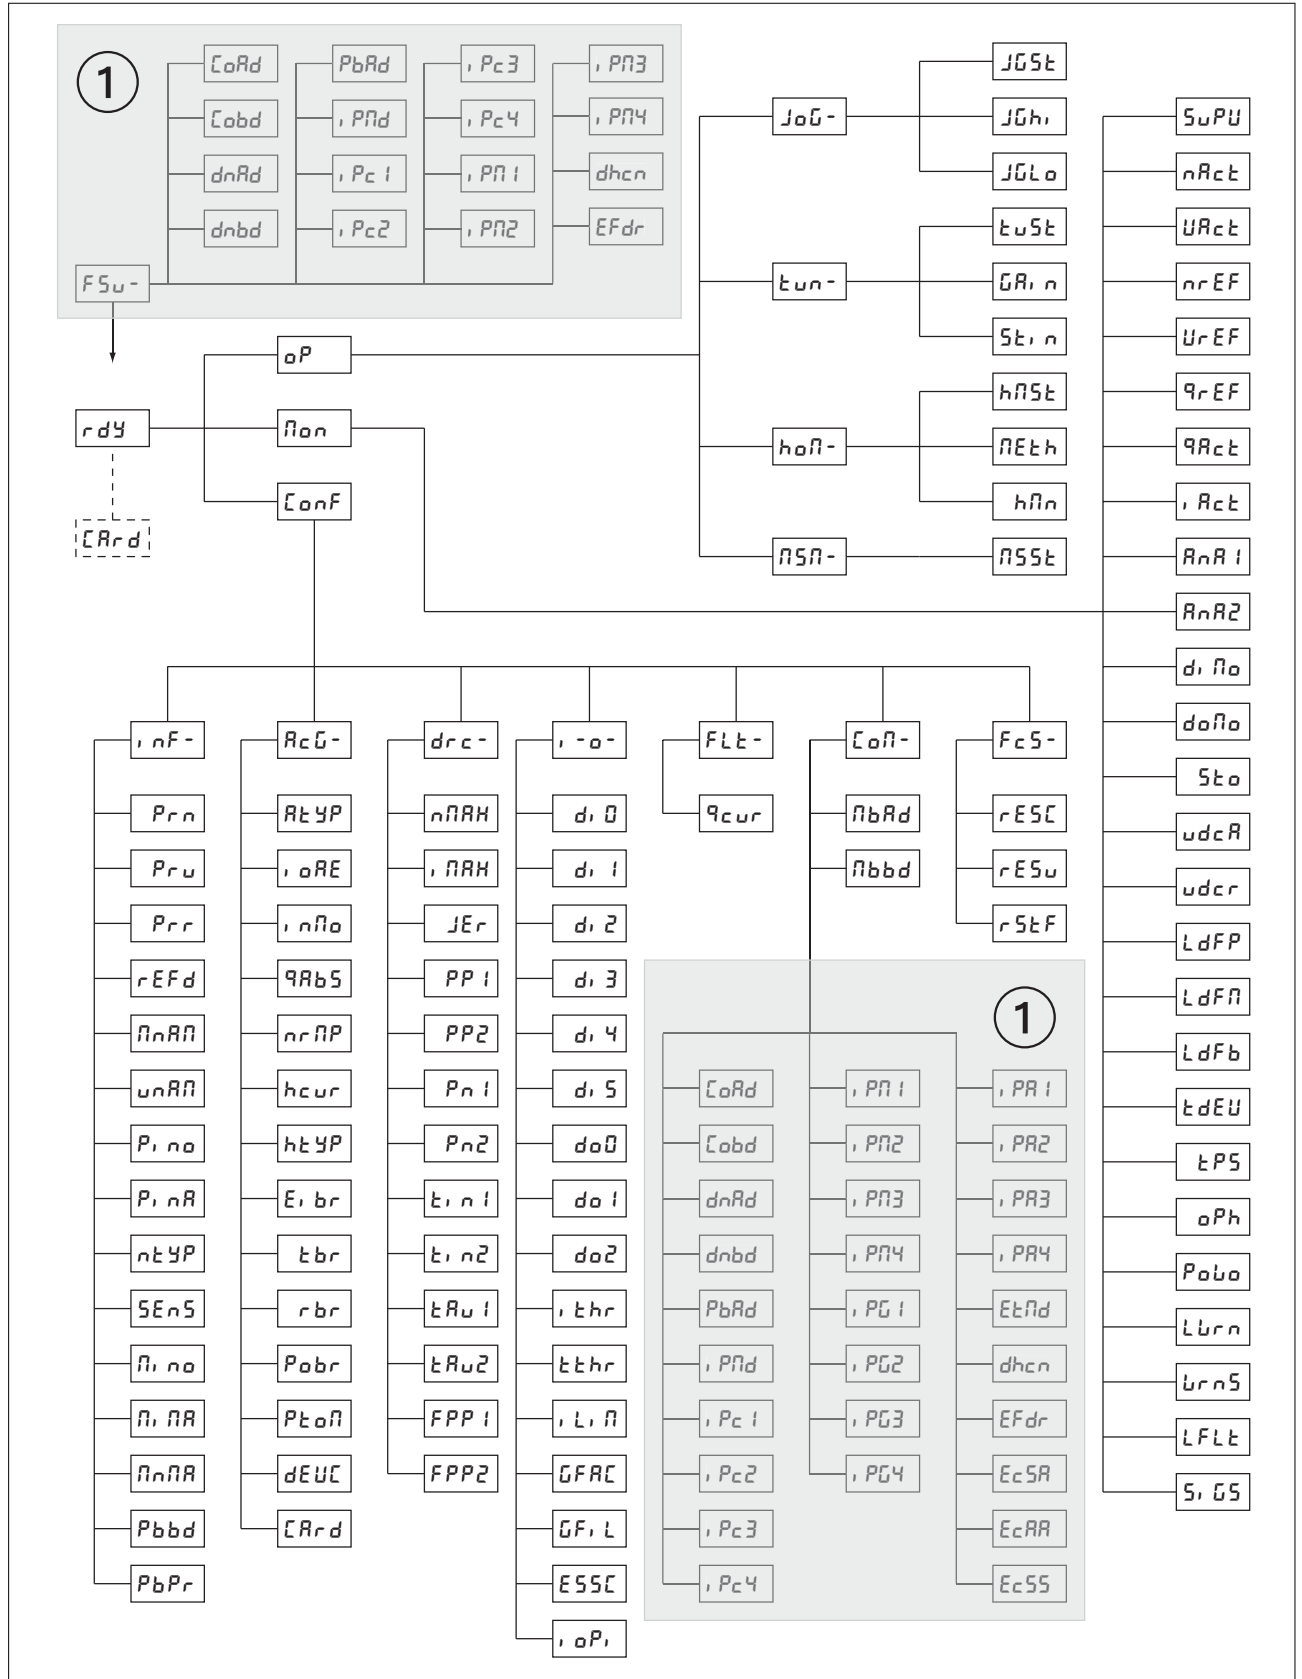 1
CoAd
Cobd
dnAd
dnbd
PbAd
iPMd
iPc1
iPc2
iPc3
iPc4
iPM1
iPM2
iPM3
iPM4
dhcn
EFdr
FSu-
rdY
CArd
oP
Mon
ConF
JoG-
JGSt
JGhi
JGLo
tun-
tuSt
GAin
Stin
hoM-
hMSt
MEth
hMn
MSM-
MSSt
SuPV
nAct
VAct
nrEF
VrEF
qrEF
qAct
iAct
AnA1
AnA2
diMo
doMo
Sto
udcA
udcr
LdFP
LdFM
LdFb
tdEV
tPS
oPh
PoWo
LWrn
WrnS
LFLt
SiGS
inF-
Prn
Pru
Prr
rEFd
MnAM
unAM
Pino
PinA
ntYP
SEnS
Mino
MiMA
MnMA
Pbbd
PbPr
AcG-
AtYP
ioAE
inMo
qAbS
nrMP
hcur
htYP
Eibr
tbr
rbr
Pobr
PtoM
dEVC
CArd
drc-
nMAX
iMAX
JEr
PP1
PP2
Pn1
Pn2
tin1
tin2
tAu1
tAu2
FPP1
FPP2
i-o-
di0
di1
di2
di3
di4
di5
do0
do1
do2
ithr
tthr
iLiM
GFAC
GFiL
ESSC
ioPi
FLt-
qcur
CoM-
MbAd
Mbbd
FcS-
rESC
rESu
rStF
1
CoAd
Cobd
dnAd
dnbd
PbAd
iPMd
iPc1
iPc2
iPc3
iPc4
iPM1
iPM2
iPM3
iPM4
iPG1
iPG2
iPG3
iPG4
iPA1
iPA2
iPA3
iPA4
EtMd
dhcn
EFdr
EcSA
EcAA
EcSS